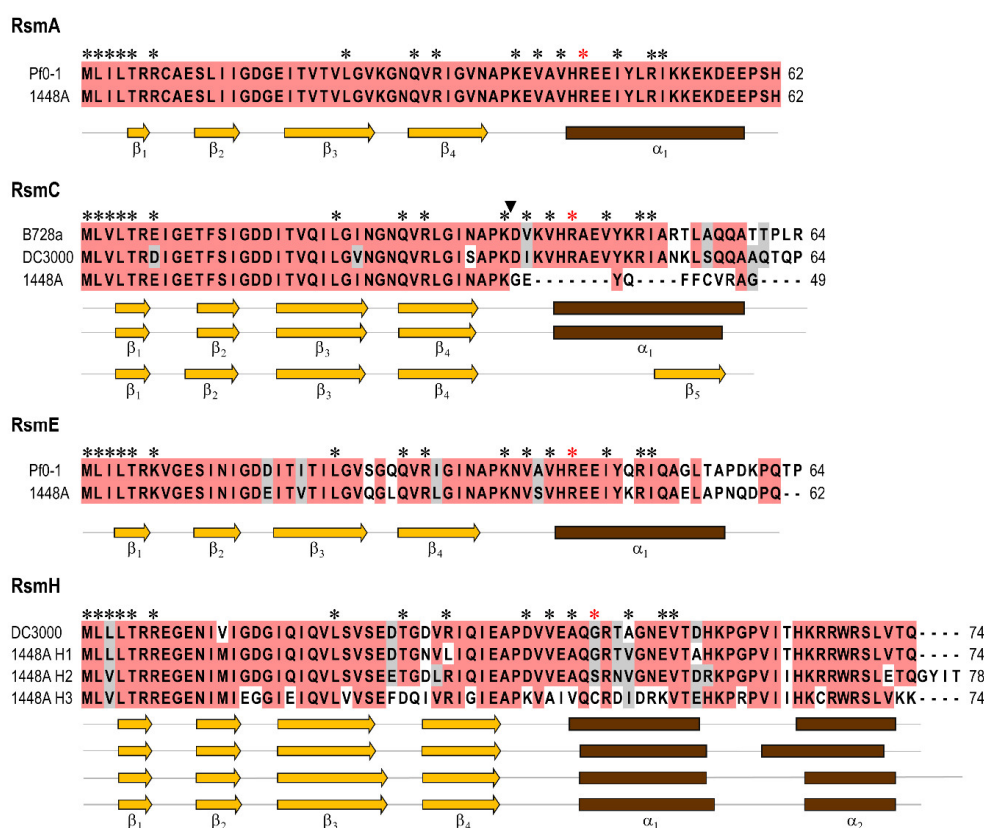 RsmA
***** * * * * * * * * * **
Pf0-1 MLILTRRCAESLIIGDGEITVTVLGVKGNQVRIGVNAPKEVAVHREEIYLRIKKEKDEEPSH 62
1448A MLILTRRCAESLIIGDGEITVTVLGVKGNQVRIGVNAPKEVAVHREEIYLRIKKEKDEEPSH 62
β1 β2 β3 β4 α1
RsmC
***** * * * * * * * * * **
B728a MLVLTREIGETFSIGDDITVQILGINGNQVRLGINAPKDVKVHRAEVYKRIARTLAQQATTPLR 64
DC3000 MLVLTRDIGETFSIGDDITVQILGVNGNQVRLGISAPKDIKVHRAEVYKRIANKLSQQAAQTQP 64
1448A MLVLTREIGETFSIGDDITVQILGINGNQVRLGINAPKGE-------YQ----FFCVRAG---- 49
β1 β2 β3 β4 α1
β1 β2 β3 β4 β5
RsmE
***** * * * * * * * * * **
Pf0-1 MLILTRKVGESINIGDDITITILGVSGQQVRIGINAPKNVAVHREEIYQRIQAGLTAPDKPQTP 64
1448A MLILTRKVGESINIGDEITVTILGVQGLQVRLGINAPKNVSVHREEIYKRIQAELAPNQDPQ-- 62
β1 β2 β3 β4 α1
RsmH
***** * * * * * * * * * **
DC3000 MLLLTRREGENIVIGDGIQIQVLSVSEDTGDVRIQIEAPDVVEAQGRTAGNEVTDHKPGPVITHKRRWRSLVTQ---- 74
1448A H1 MLLLTRREGENIMIGDGIQIQVLSVSEDTGNVLIQIEAPDVVEAQGRTVGNEVTAHKPGPVITHKRRWRSLVTQ---- 74
1448A H2 MLVLTRREGENIMIGDGIQIQVLSVSEETGDLRIQIEAPDVVEAQSRNVGNEVTDRKPGPVIIHKRRWRSLETQGYIT 78
1448A H3 MLVLTRREGENIMIEGGIEIQVLVVSEFDQIVRIGIEAPKVAIVQCRDIDRKVTEHKPRPVIIHKCRWRSLVKK---- 74
β1 β2 β3 β4 α1 α2